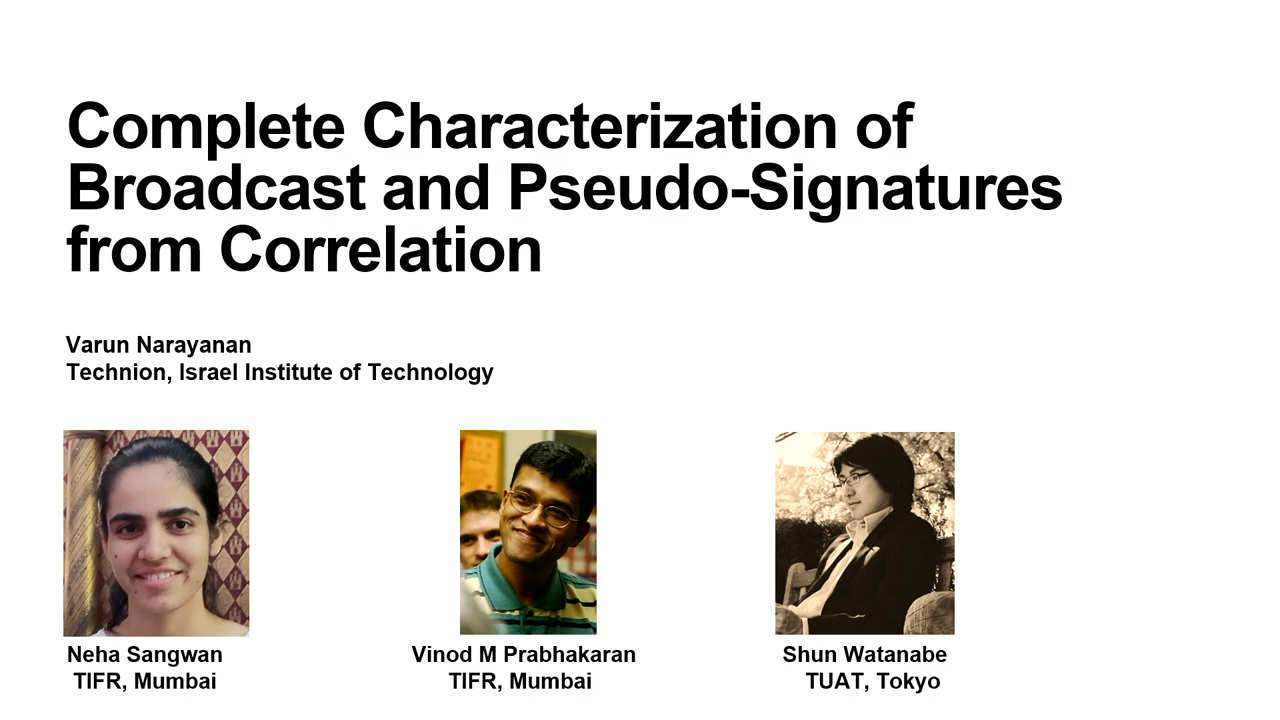 Complete Characterization of
Broadcast and Pseudo-Signatures
from Correlation
Varun Narayanan
Technion, Israel Institute of Technology
Neha Sangwan
TIFR, Mumbai
Vinod M Prabhakaran
TIFR, Mumbai
Shun Watanabe
TUAT, Tokyo